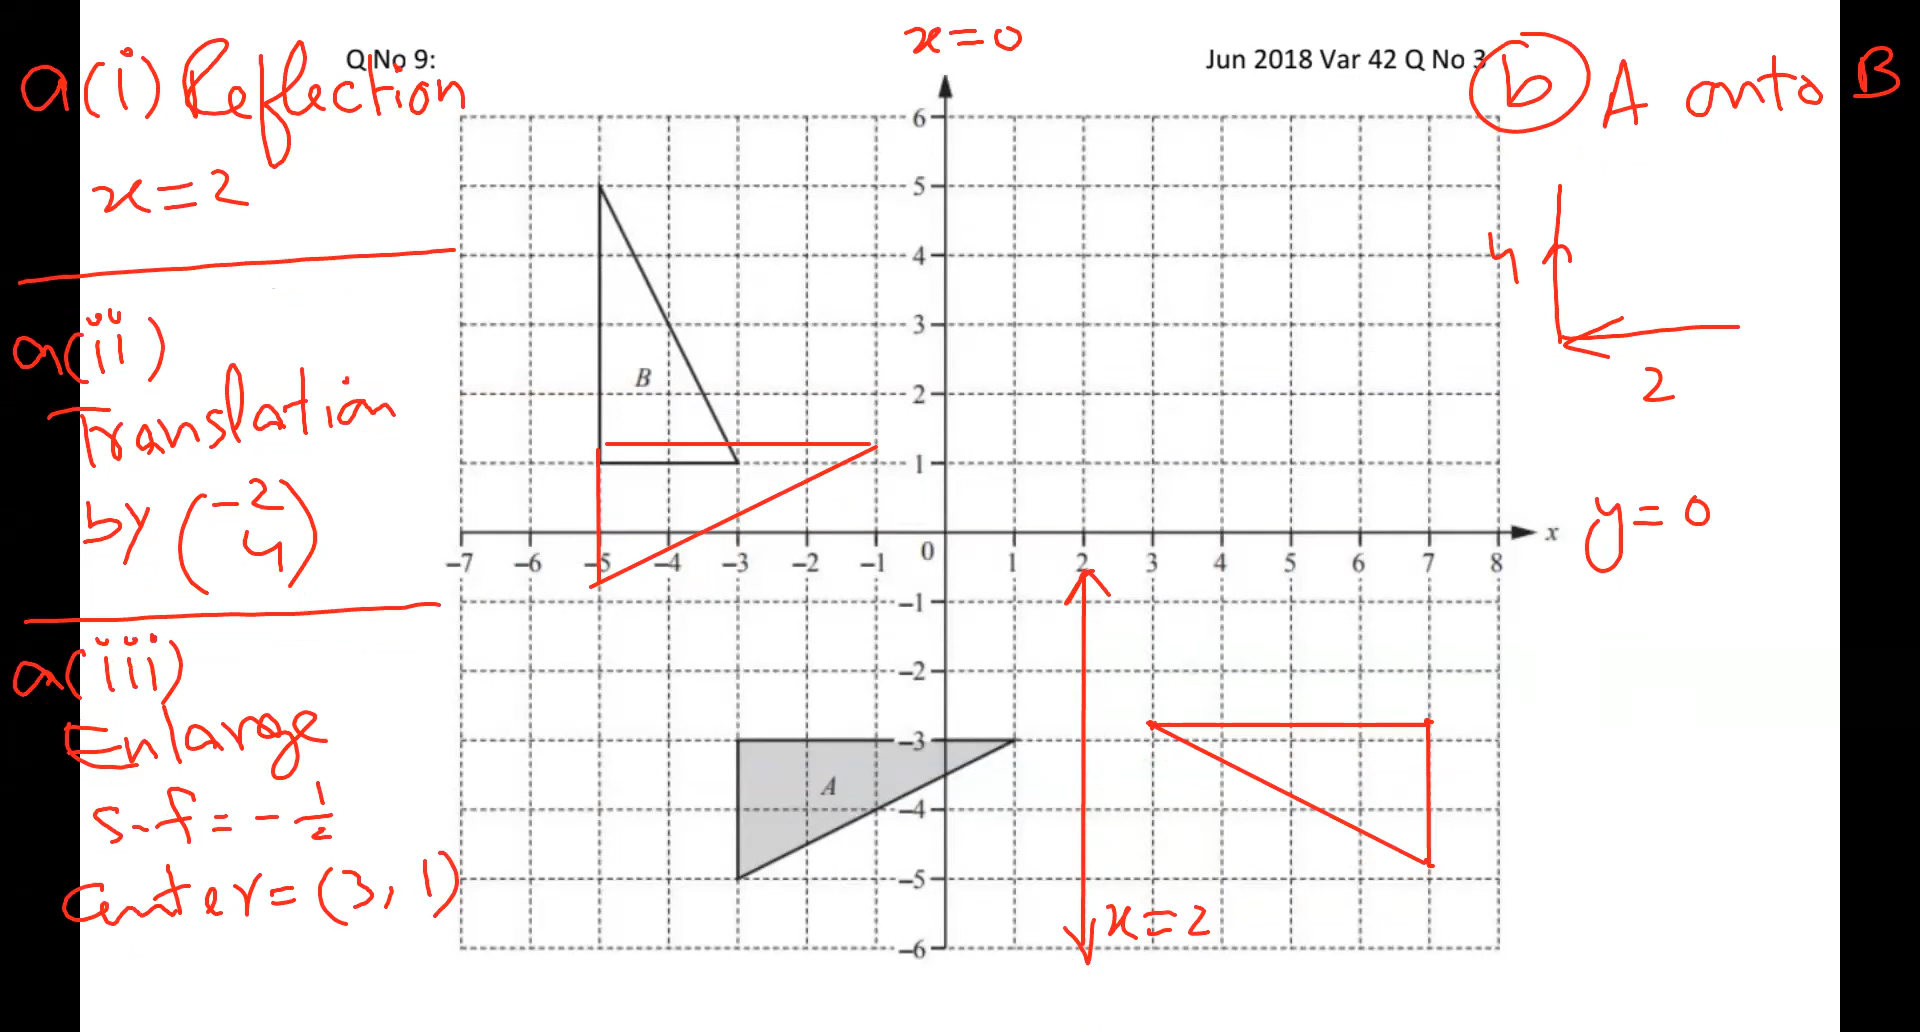 Q No 9:
Jun 2018 Var 42 Q No 3
x=0
a(i) Reflection
x=2
a(ii)
Translation
by (-2
4)
a(iii)
Enlarge
s.f = -1/2
Center = (3, 1)
b A onto B
4
2
y=0
x=2
6
5
4
3
2
1
0
-7 -6 -5 -4 -3 -2 -1 1 2 3 4 5 6 7 8 x
-1
-2
-3
-4
-5
-6
B
A